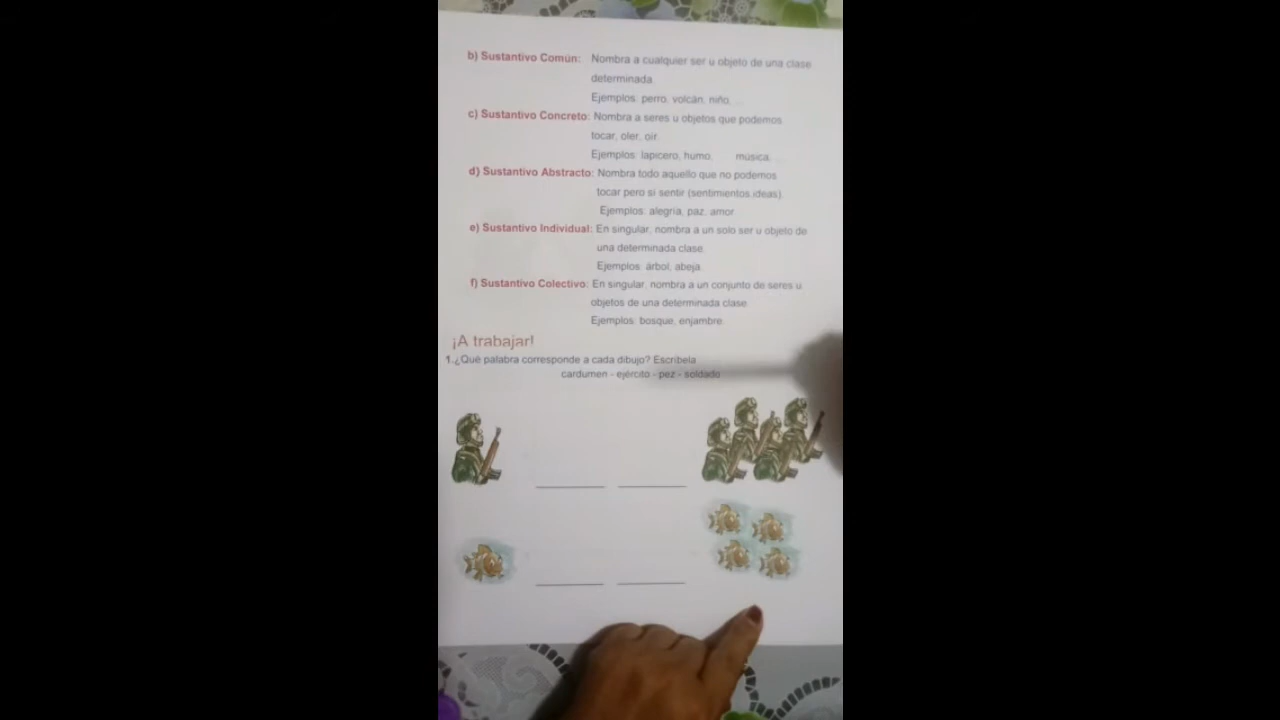 b) Sustantivo Común: Nombra a cualquier ser u objeto de una clase
determinada.
Ejemplos: perro, volcán, niño, ...
c) Sustantivo Concreto: Nombra a seres u objetos que podemos
tocar, oler, oír.
Ejemplos: lapicero, humo, música, ...
d) Sustantivo Abstracto: Nombra todo aquello que no podemos
tocar pero si sentir (sentimientos,ideas).
Ejemplos: alegría, paz, amor.
e) Sustantivo Individual: En singular, nombra a un solo ser u objeto de
una determinada clase.
Ejemplos: árbol, abeja.
f) Sustantivo Colectivo: En singular, nombra a un conjunto de seres u
objetos de una determinada clase.
Ejemplos: bosque, enjambre.
¡A trabajar!
1.¿Qué palabra corresponde a cada dibujo? Escríbela
cardumen - ejército - pez - soldado